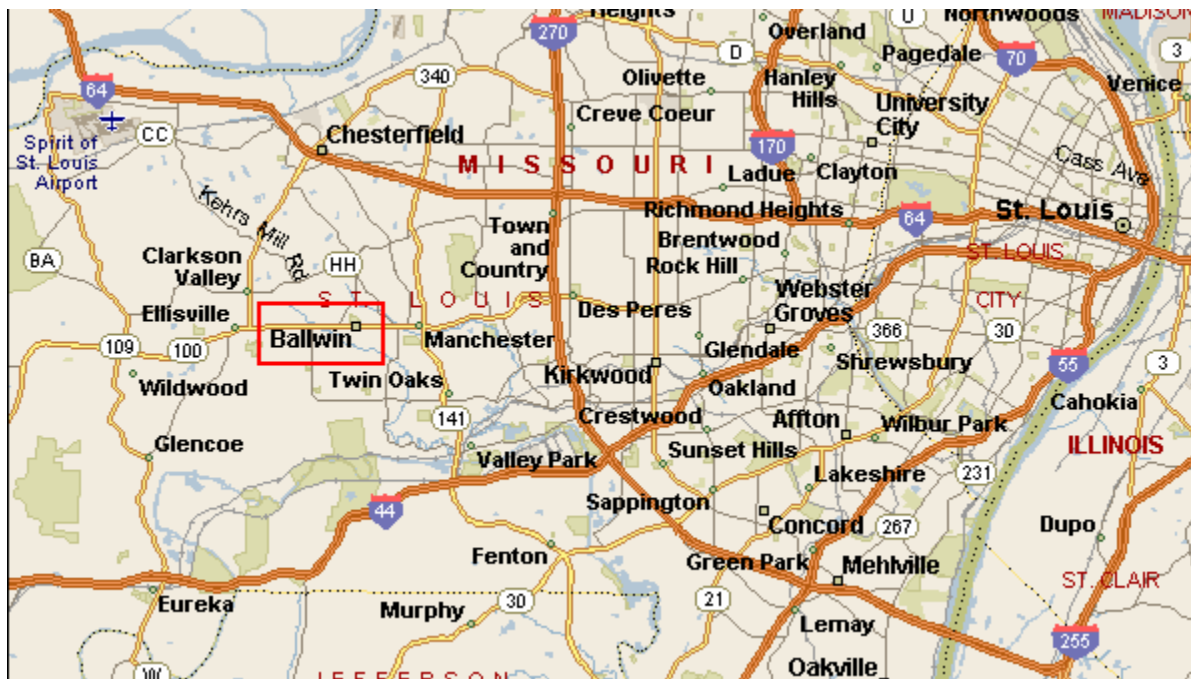 Heights
Northwoods
MADISON
U
270
Overland
D
Pagedale
70
3
340
Olivette
Hanley
Hills
Venice
64
University
City
Creve Coeur
CC
Chesterfield
Spirit of
St. Louis
Airport
170
Cass Ave
MISSOURI
Ladue
Clayton
Kehrs Mill Rd
Richmond Heights
64
St. Louis
Town
and
Country
Brentwood
ST. LOUIS
CITY
Clarkson
Valley
HH
BA
Rock Hill
Webster
Groves
ST. LOUIS
Ellisville
Des Peres
366
30
Ballwin
Manchester
109
100
Glendale
Shrewsbury
55
3
Wildwood
Twin Oaks
Kirkwood
Oakland
Cahokia
141
Crestwood
Affton
Wilbur Park
Glencoe
Valley Park
Sunset Hills
ILLINOIS
231
Lakeshire
44
Sappington
Concord
267
Dupo
Fenton
Green Park
Mehlville
ST. CLAIR
Eureka
Murphy
30
21
Lemay
255
W
JEFFERSON
Oakville